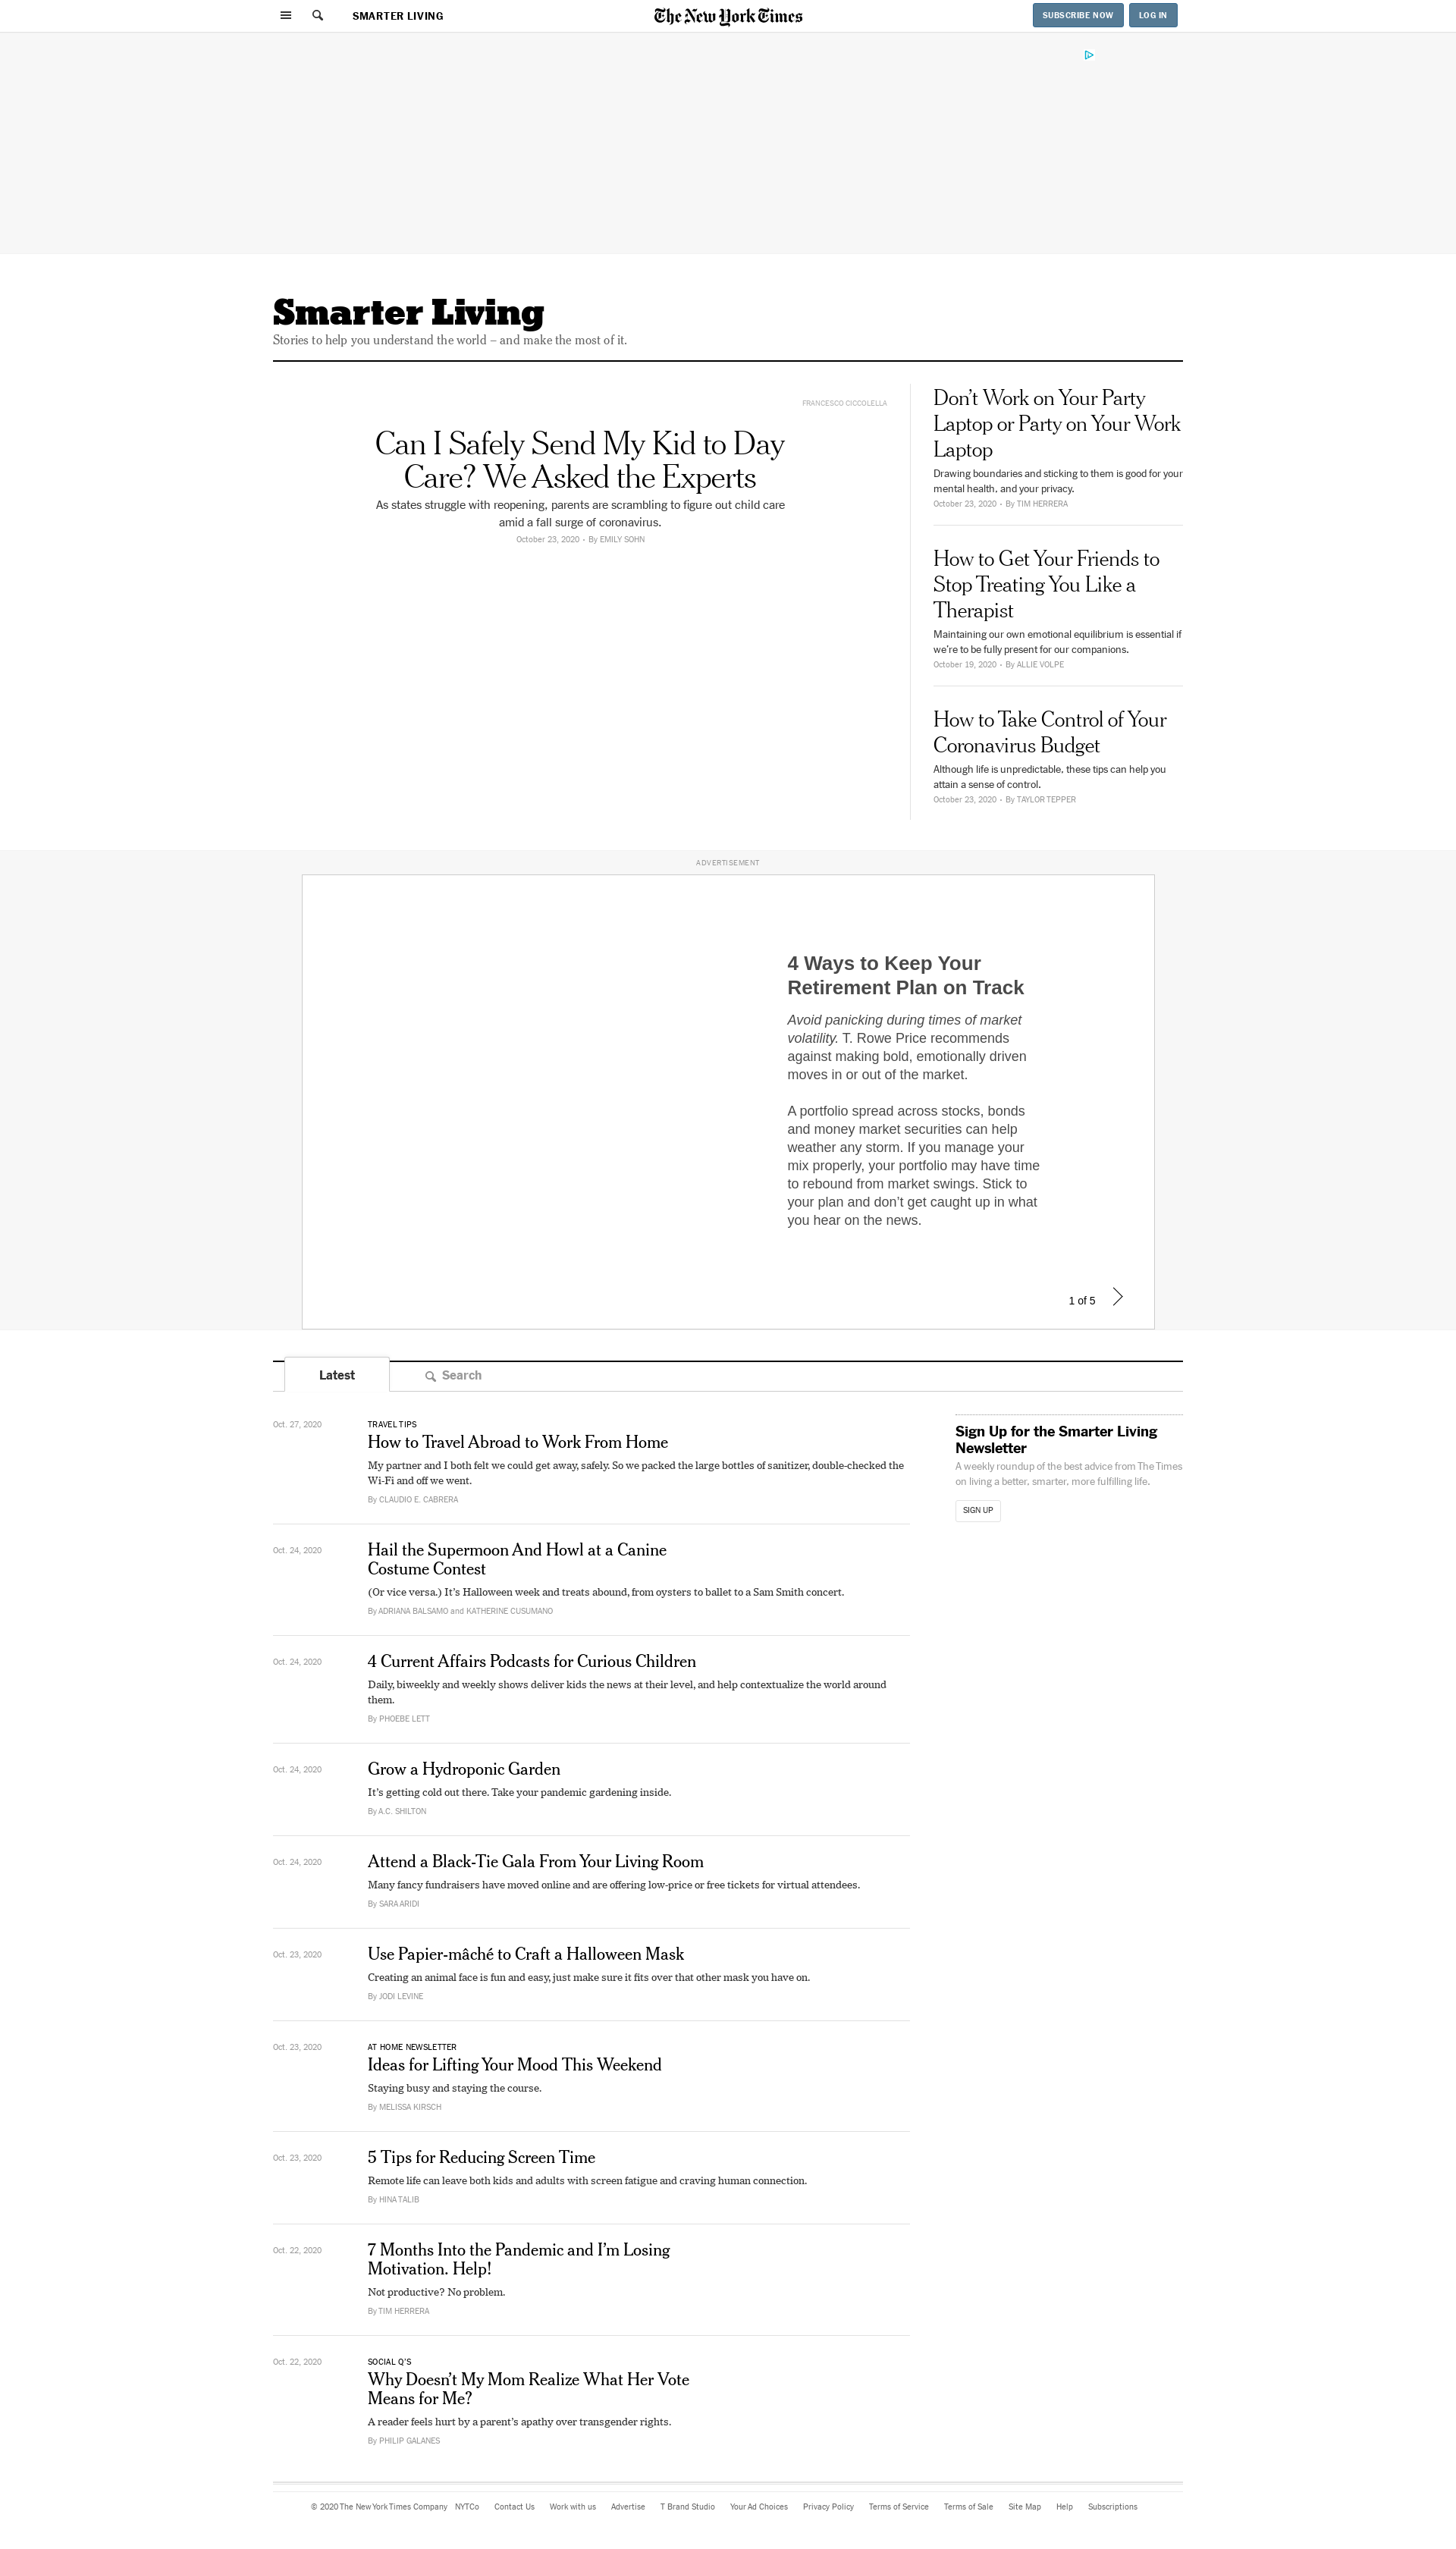 SMARTER LIVING
The New York Times
SUBSCRIBE NOW
LOG IN
Smarter Living
Stories to help you understand the world – and make the most of it.
FRANCESCO CICCOLELLA
Can I Safely Send My Kid to Day
Care? We Asked the Experts
As states struggle with reopening, parents are scrambling to figure out child care
amid a fall surge of coronavirus.
October 23, 2020 • By EMILY SOHN
Don’t Work on Your Party
Laptop or Party on Your Work
Laptop
Drawing boundaries and sticking to them is good for your
mental health, and your privacy.
October 23, 2020 • By TIM HERRERA
How to Get Your Friends to
Stop Treating You Like a
Therapist
Maintaining our own emotional equilibrium is essential if
we’re to be fully present for our companions.
October 19, 2020 • By ALLIE VOLPE
How to Take Control of Your
Coronavirus Budget
Although life is unpredictable, these tips can help you
attain a sense of control.
October 23, 2020 • By TAYLOR TEPPER
ADVERTISEMENT
4 Ways to Keep Your
Retirement Plan on Track
Avoid panicking during times of market
volatility. T. Rowe Price recommends
against making bold, emotionally driven
moves in or out of the market.
A portfolio spread across stocks, bonds
and money market securities can help
weather any storm. If you manage your
mix properly, your portfolio may have time
to rebound from market swings. Stick to
your plan and don’t get caught up in what
you hear on the news.
1 of 5
Latest
Search
Oct. 27, 2020
TRAVEL TIPS
How to Travel Abroad to Work From Home
My partner and I both felt we could get away, safely. So we packed the large bottles of sanitizer, double-checked the
Wi-Fi and off we went.
By CLAUDIO E. CABRERA
Sign Up for the Smarter Living
Newsletter
A weekly roundup of the best advice from The Times
on living a better, smarter, more fulfilling life.
SIGN UP
Oct. 24, 2020
Hail the Supermoon And Howl at a Canine
Costume Contest
(Or vice versa.) It’s Halloween week and treats abound, from oysters to ballet to a Sam Smith concert.
By ADRIANA BALSAMO and KATHERINE CUSUMANO
Oct. 24, 2020
4 Current Affairs Podcasts for Curious Children
Daily, biweekly and weekly shows deliver kids the news at their level, and help contextualize the world around
them.
By PHOEBE LETT
Oct. 24, 2020
Grow a Hydroponic Garden
It’s getting cold out there. Take your pandemic gardening inside.
By A.C. SHILTON
Oct. 24, 2020
Attend a Black-Tie Gala From Your Living Room
Many fancy fundraisers have moved online and are offering low-price or free tickets for virtual attendees.
By SARA ARIDI
Oct. 23, 2020
Use Papier-mâché to Craft a Halloween Mask
Creating an animal face is fun and easy, just make sure it fits over that other mask you have on.
By JODI LEVINE
Oct. 23, 2020
AT HOME NEWSLETTER
Ideas for Lifting Your Mood This Weekend
Staying busy and staying the course.
By MELISSA KIRSCH
Oct. 23, 2020
5 Tips for Reducing Screen Time
Remote life can leave both kids and adults with screen fatigue and craving human connection.
By HINA TALIB
Oct. 22, 2020
7 Months Into the Pandemic and I’m Losing
Motivation. Help!
Not productive? No problem.
By TIM HERRERA
Oct. 22, 2020
SOCIAL Q’S
Why Doesn’t My Mom Realize What Her Vote
Means for Me?
A reader feels hurt by a parent’s apathy over transgender rights.
By PHILIP GALANES
© 2020 The New York Times Company NYTCo Contact Us Work with us Advertise T Brand Studio Your Ad Choices Privacy Policy Terms of Service Terms of Sale Site Map Help Subscriptions